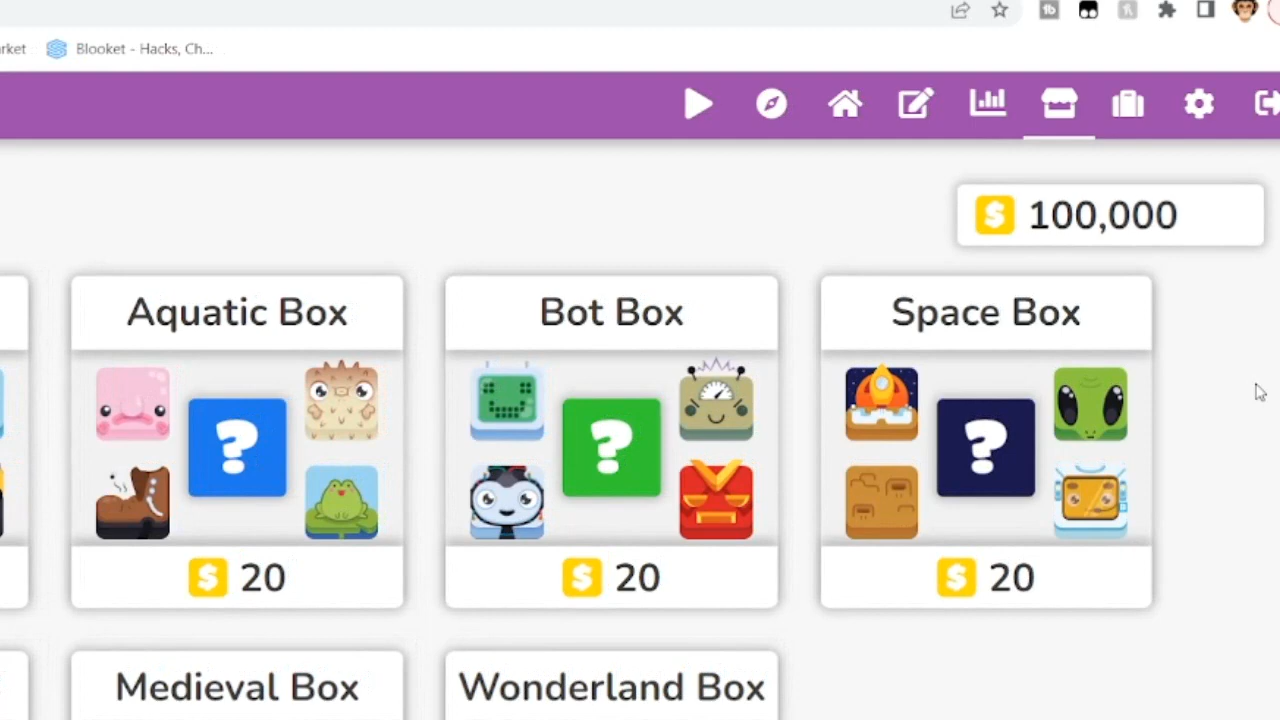 rket Blooket - Hacks, Ch...
100,000
Aquatic Box Bot Box Space Box
? ? ?
$ 20 $ 20 $ 20
Medieval Box Wonderland Box